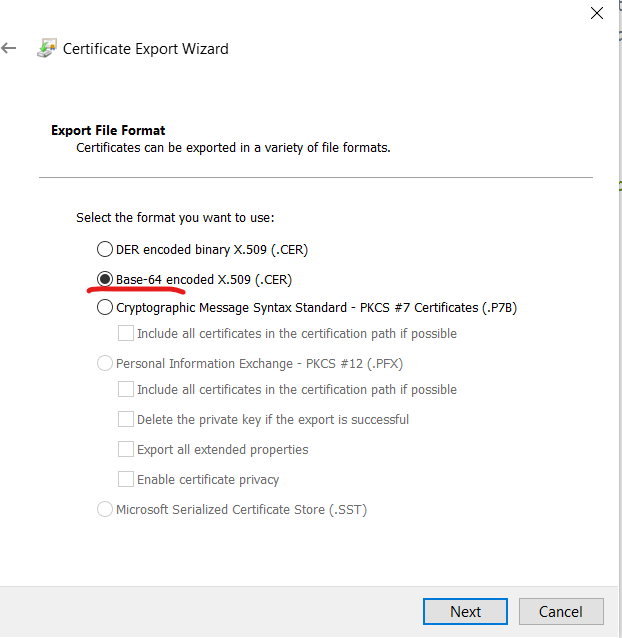 Certificate Export Wizard
Export File Format
Certificates can be exported in a variety of file formats.
Select the format you want to use:
DER encoded binary X.509 (.CER)
Base-64 encoded X.509 (.CER)
Cryptographic Message Syntax Standard - PKCS #7 Certificates (.P7B)
Include all certificates in the certification path if possible
Personal Information Exchange - PKCS #12 (.PFX)
Include all certificates in the certification path if possible
Delete the private key if the export is successful
Export all extended properties
Enable certificate privacy
Microsoft Serialized Certificate Store (.SST)
Next Cancel